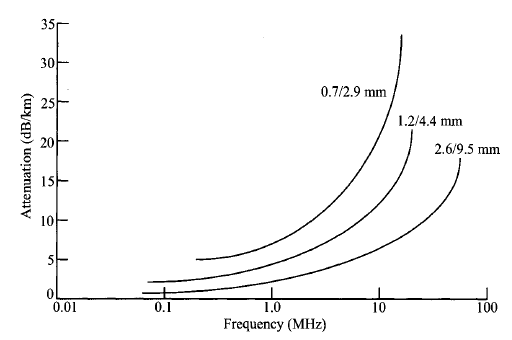 35
30
25
20
15
10
5
0
Attenuation (dB/km)
0.7/2.9 mm
1.2/4.4 mm
2.6/9.5 mm
0.01 0.1 1.0 10 100
Frequency (MHz)